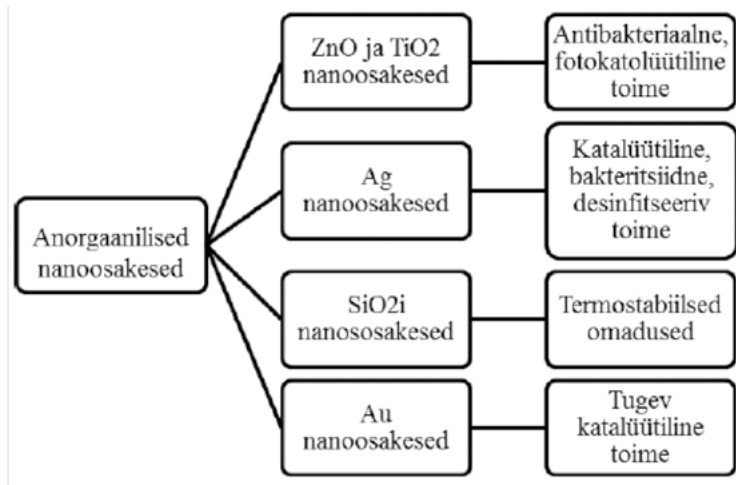 Anorgaanilised
nanoosakesed
ZnO ja TiO2
nanoosakesed
Antibakteriaalne,
fotokatolüütiline
toime
Ag
nanoosakesed
Katalüütiline,
bakteritsiidne,
desinfitseeriv
toime
SiO2i
nanososakesed
Termostabiilsed
omadused
Au
nanoosakesed
Tugev
katalüütiline
toime